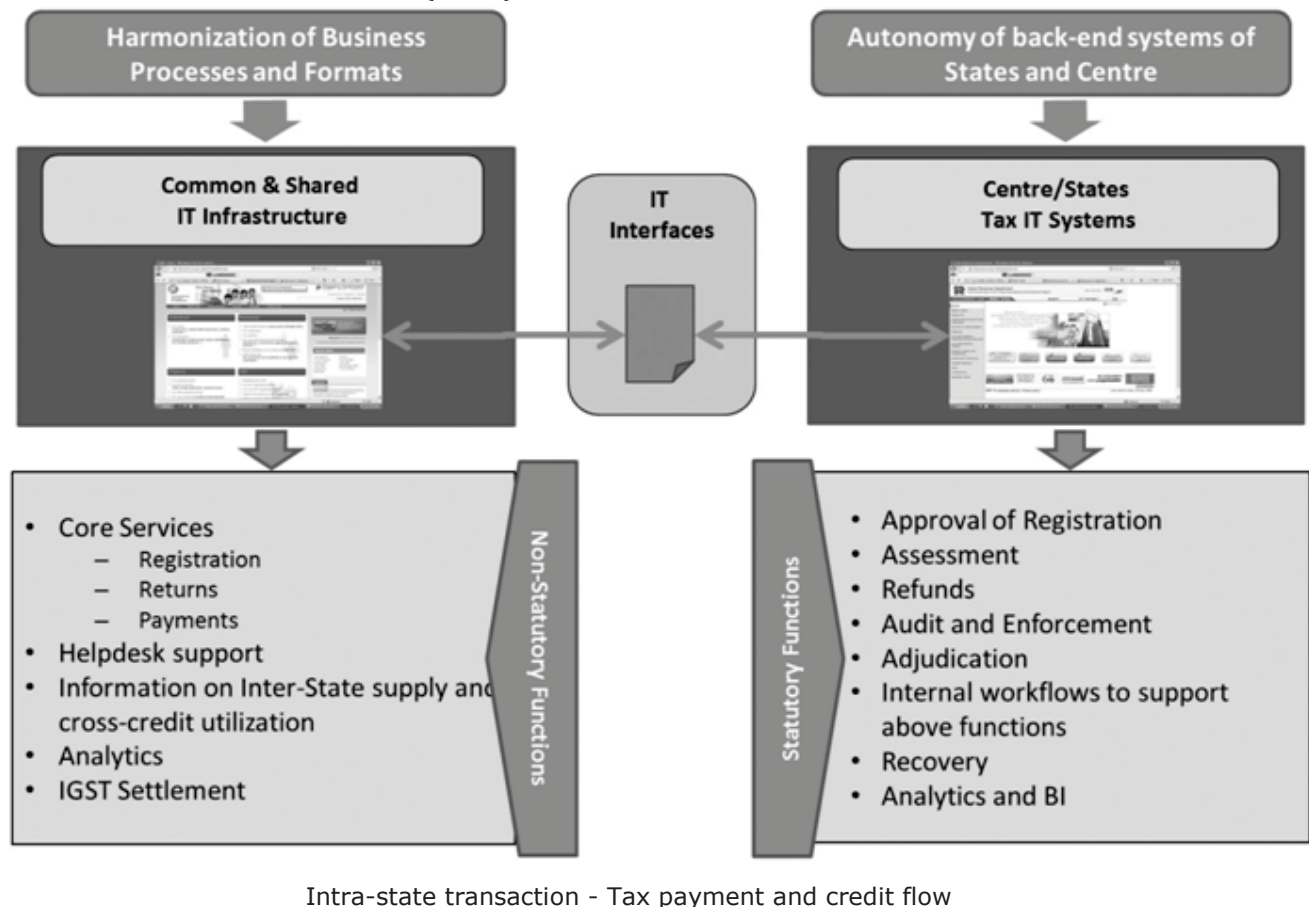 Harmonization of Business
Processes and Formats
Autonomy of back-end systems of
States and Centre
Common & Shared
IT Infrastructure
IT
Interfaces
Centre/States
Tax IT Systems
• Core Services
– Registration
– Returns
– Payments
• Helpdesk support
• Information on Inter-State supply and
cross-credit utilization
• Analytics
• IGST Settlement
Non-Statutory Functions
Statutory Functions
• Approval of Registration
• Assessment
• Refunds
• Audit and Enforcement
• Adjudication
• Internal workflows to support
above functions
• Recovery
• Analytics and BI
Intra-state transaction - Tax payment and credit flow